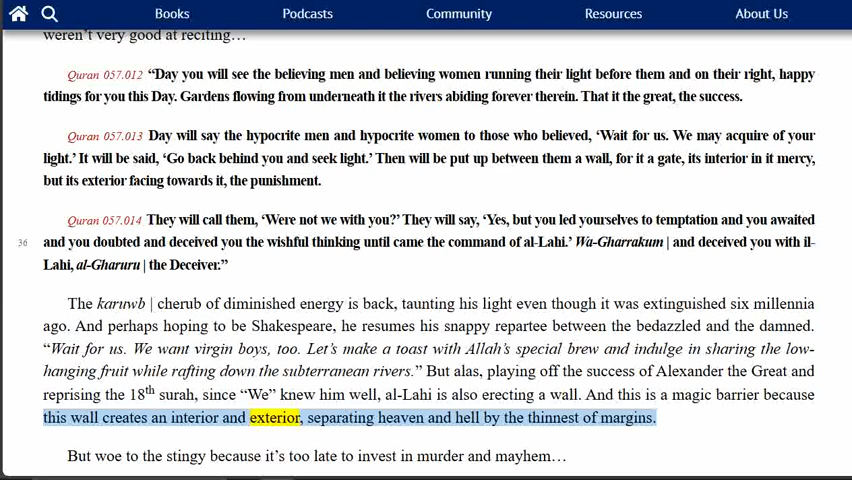 Books Podcasts Community Resources About Us
weren't very good at reciting…
Quran 057.012 “Day you will see the believing men and believing women running their light before them and on their right, happy
tidings for you this Day. Gardens flowing from underneath it the rivers abiding forever therein. That it the great, the success.
Quran 057.013 Day will say the hypocrite men and hypocrite women to those who believed, ‘Wait for us. We may acquire of your
light.’ It will be said, ‘Go back behind you and seek light.’ Then will be put up between them a wall, for it a gate, its interior in it mercy,
but its exterior facing towards it, the punishment.
Quran 057.014 They will call them, ‘Were not we with you?’ They will say, ‘Yes, but you led yourselves to temptation and you awaited
36 and you doubted and deceived you the wishful thinking until came the command of al-Lahi.’ Wa-Gharrakum | and deceived you with il-
Lahi, al-Gharuru | the Deceiver.”
The karuwb | cherub of diminished energy is back, taunting his light even though it was extinguished six millennia
ago. And perhaps hoping to be Shakespeare, he resumes his snappy repartee between the bedazzled and the damned.
“Wait for us. We want virgin boys, too. Let’s make a toast with Allah’s special brew and indulge in sharing the low-
hanging fruit while rafting down the subterranean rivers.” But alas, playing off the success of Alexander the Great and
reprising the 18th surah, since “We” knew him well, al-Lahi is also erecting a wall. And this is a magic barrier because
this wall creates an interior and exterior, separating heaven and hell by the thinnest of margins.
But woe to the stingy because it’s too late to invest in murder and mayhem…